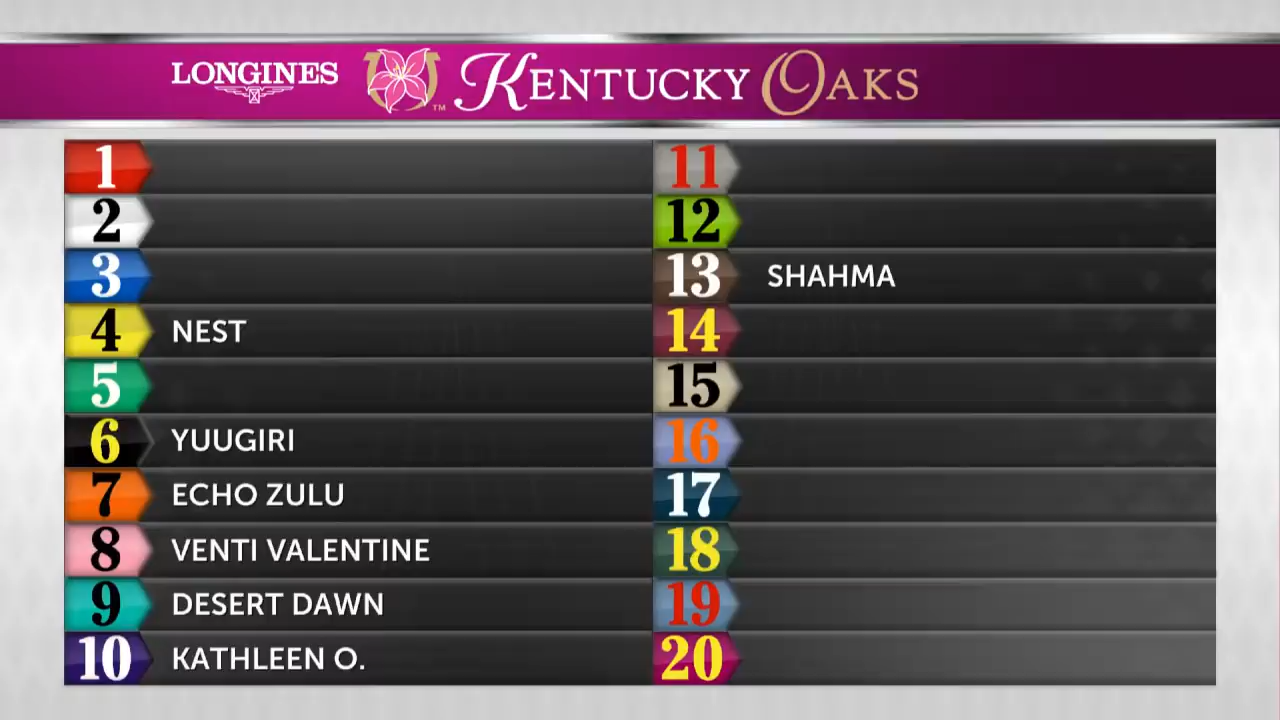 LONGINES
™ KENTUCKY OAKS
1
2
3
4 NEST
5
6 YUUGIRI
7 ECHO ZULU
8 VENTI VALENTINE
9 DESERT DAWN
10 KATHLEEN O.
11
12
13 SHAHMA
14
15
16
17
18
19
20